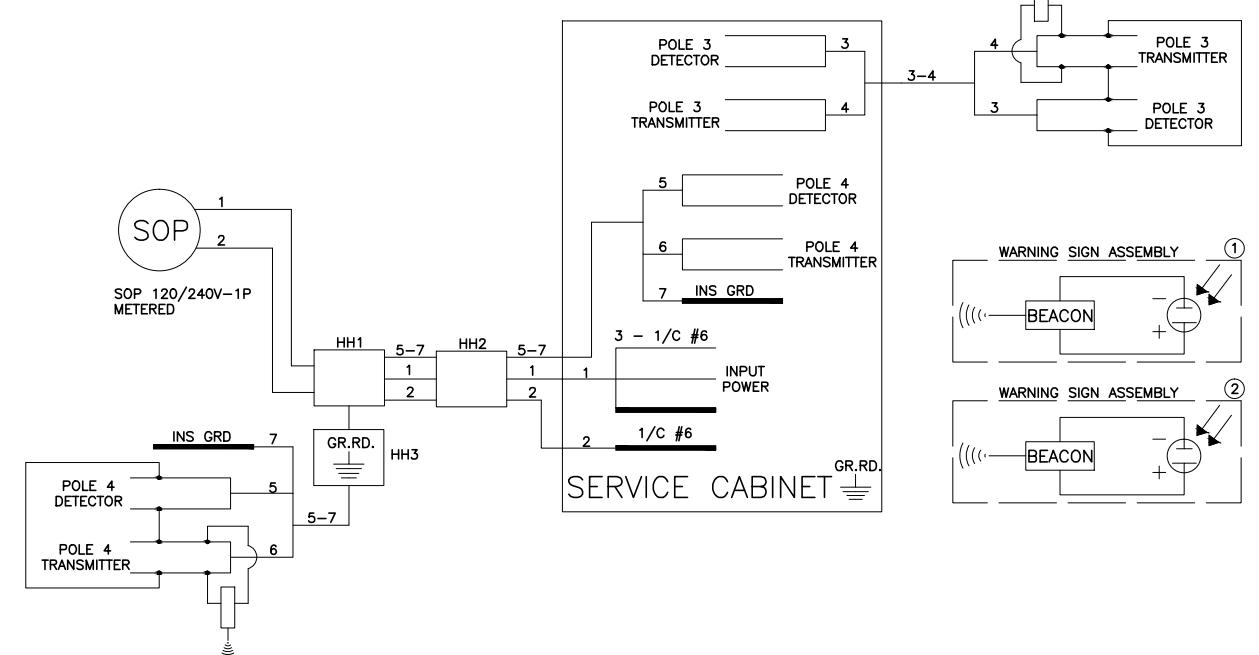 POLE 3
DETECTOR
3
POLE 3
TRANSMITTER
4
3-4
4
POLE 3
TRANSMITTER
3
POLE 3
DETECTOR
5
POLE 4
DETECTOR
6
POLE 4
TRANSMITTER
7
INS GRD
SOP
1
2
SOP 120/240V-1P
METERED
HH1
5-7
1
2
HH2
5-7
1
2
1
3 - 1/C #6
INPUT
POWER
2
1/C #6
SERVICE CABINET
GR.RD.
GR.RD.
HH3
INS GRD
7
POLE 4
DETECTOR
5
5-7
POLE 4
TRANSMITTER
6
WARNING SIGN ASSEMBLY
1
BEACON
-
+
WARNING SIGN ASSEMBLY
2
BEACON
-
+